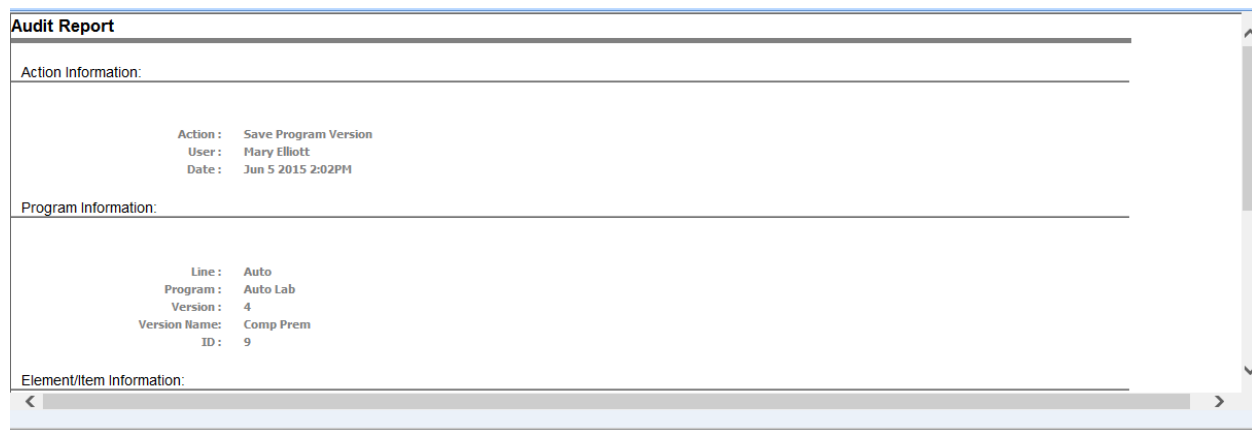 Audit Report
Action Information:
Action : Save Program Version
User : Mary Elliott
Date : Jun 5 2015 2:02PM
Program Information:
Line : Auto
Program : Auto Lab
Version : 4
Version Name: Comp Prem
ID : 9
Element/Item Information: